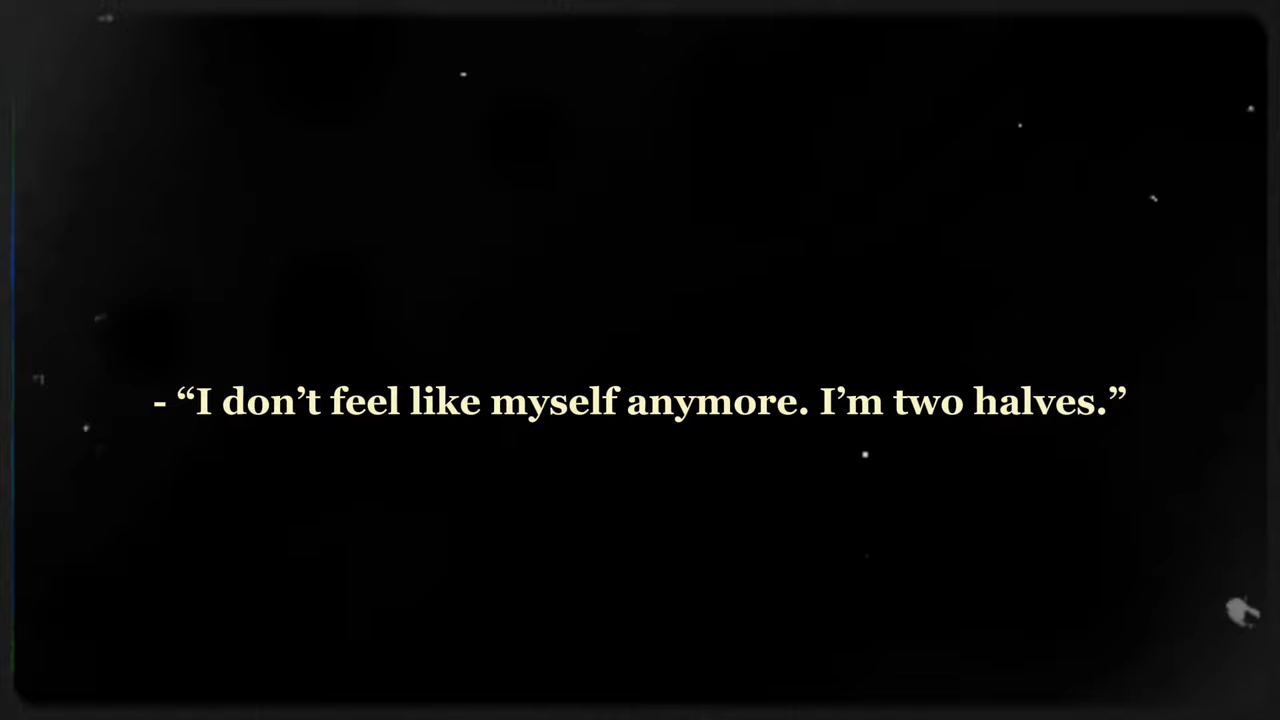 - “I don’t feel like myself anymore. I’m two halves.”